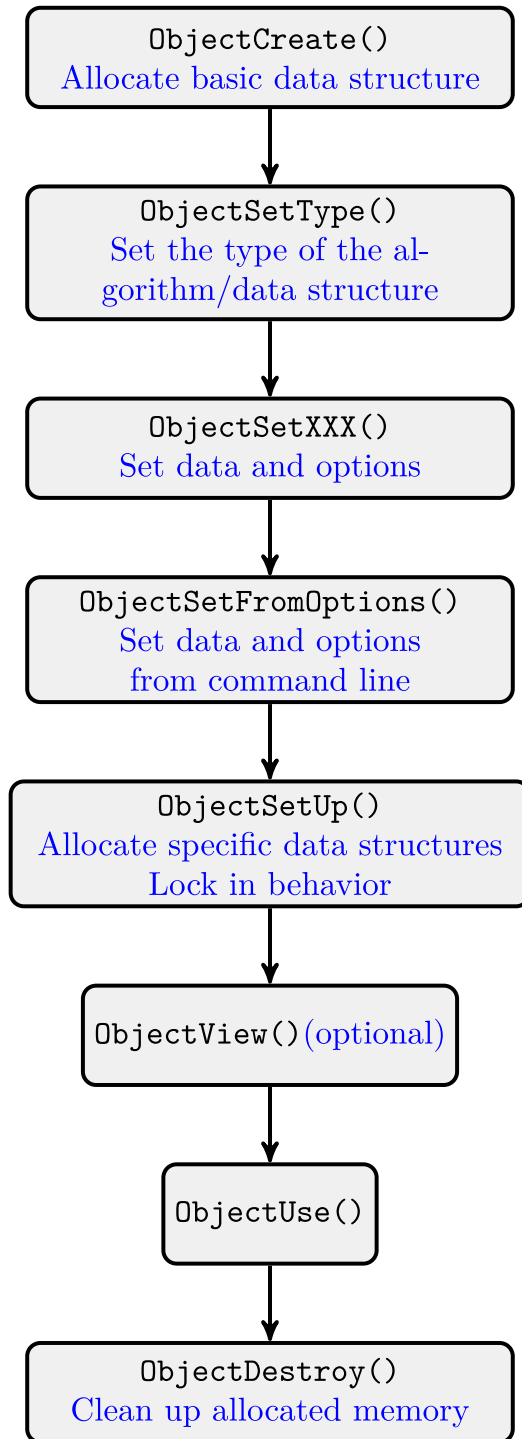 ObjectCreate()
Allocate basic data structure
ObjectSetType()
Set the type of the al-
gorithm/data structure
ObjectSetXXX()
Set data and options
ObjectSetFromOptions()
Set data and options
from command line
ObjectSetUp()
Allocate specific data structures
Lock in behavior
ObjectView()(optional)
ObjectUse()
ObjectDestroy()
Clean up allocated memory